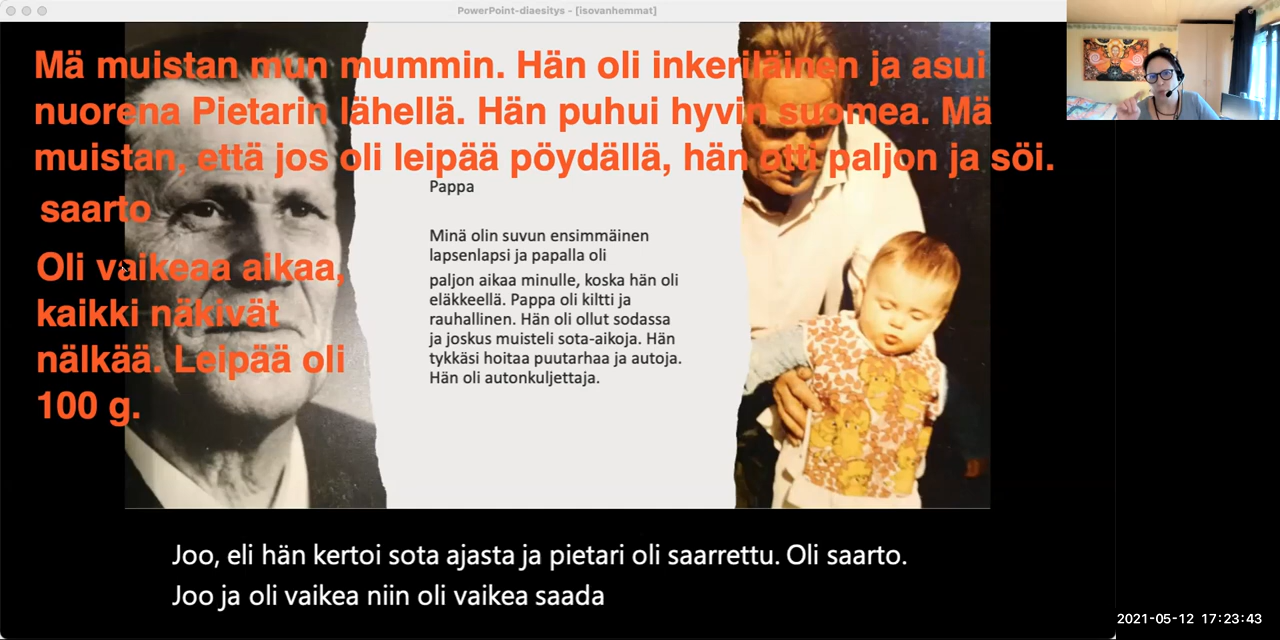 PowerPoint-diaesitys - [isovanhemmat]
Mä muistan mun mummin. Hän oli inkeriläinen ja asui
nuorena Pietarin lähellä. Hän puhui hyvin suomea. Mä
muistan, että jos oli leipää pöydällä, hän otti paljon ja söi.
saarto
Oli vaikeaa aikaa,
kaikki näkivät
nälkää. Leipää oli
100 g.
Pappa
Minä olin suvun ensimmäinen
lapsenlapsi ja papalla oli
paljon aikaa minulle, koska hän oli
eläkkeellä. Pappa oli kiltti ja
rauhallinen. Hän oli ollut sodassa
ja joskus muisteli sota-aikoja. Hän
tykkäsi hoitaa puutarhaa ja autoja.
Hän oli autonkuljettaja.
Joo, eli hän kertoi sota ajasta ja pietari oli saarrettu. Oli saarto.
Joo ja oli vaikea niin oli vaikea saada
2021-05-12 17:23:43